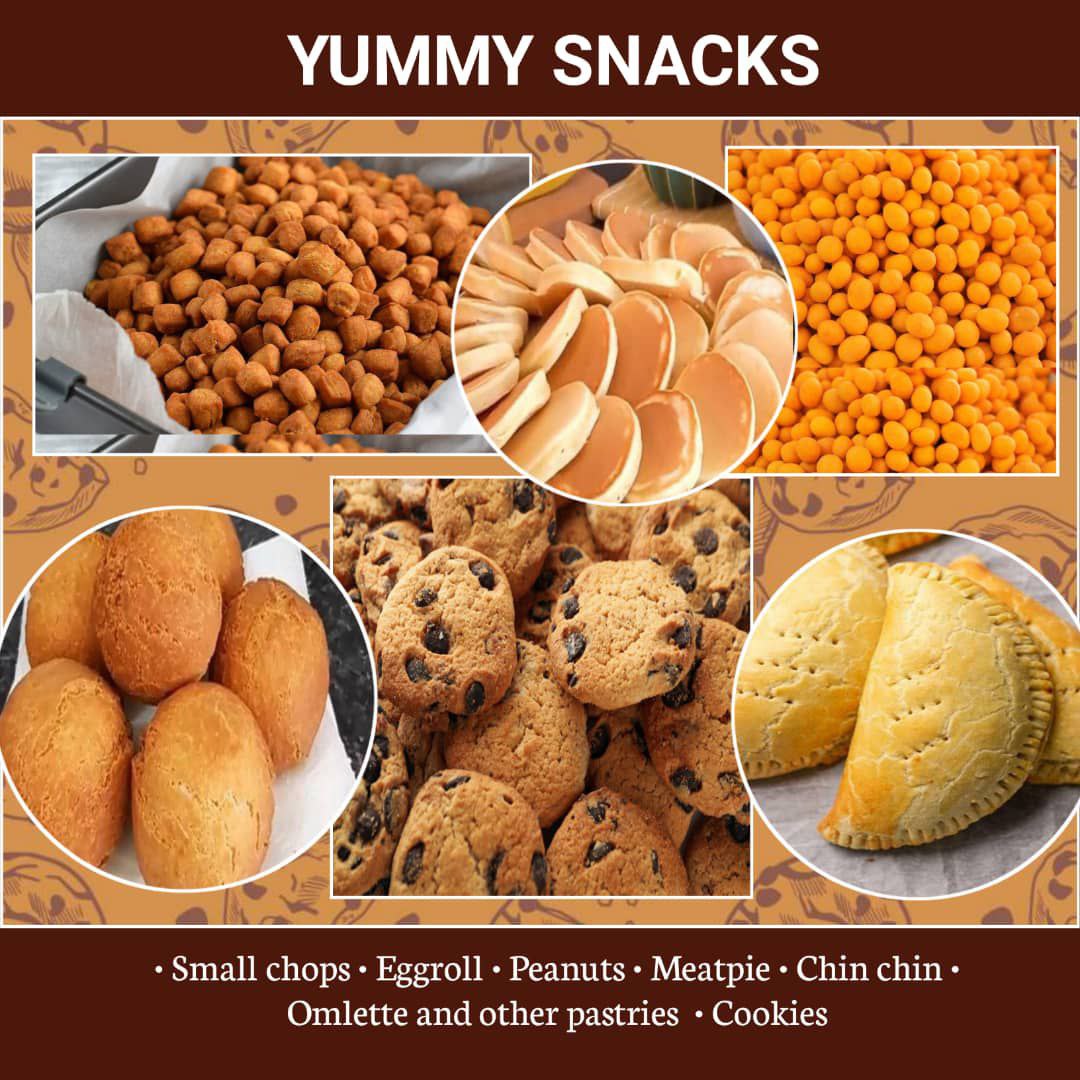 YUMMY SNACKS
• Small chops • Eggroll • Peanuts • Meatpie • Chin chin •
Omlette and other pastries • Cookies